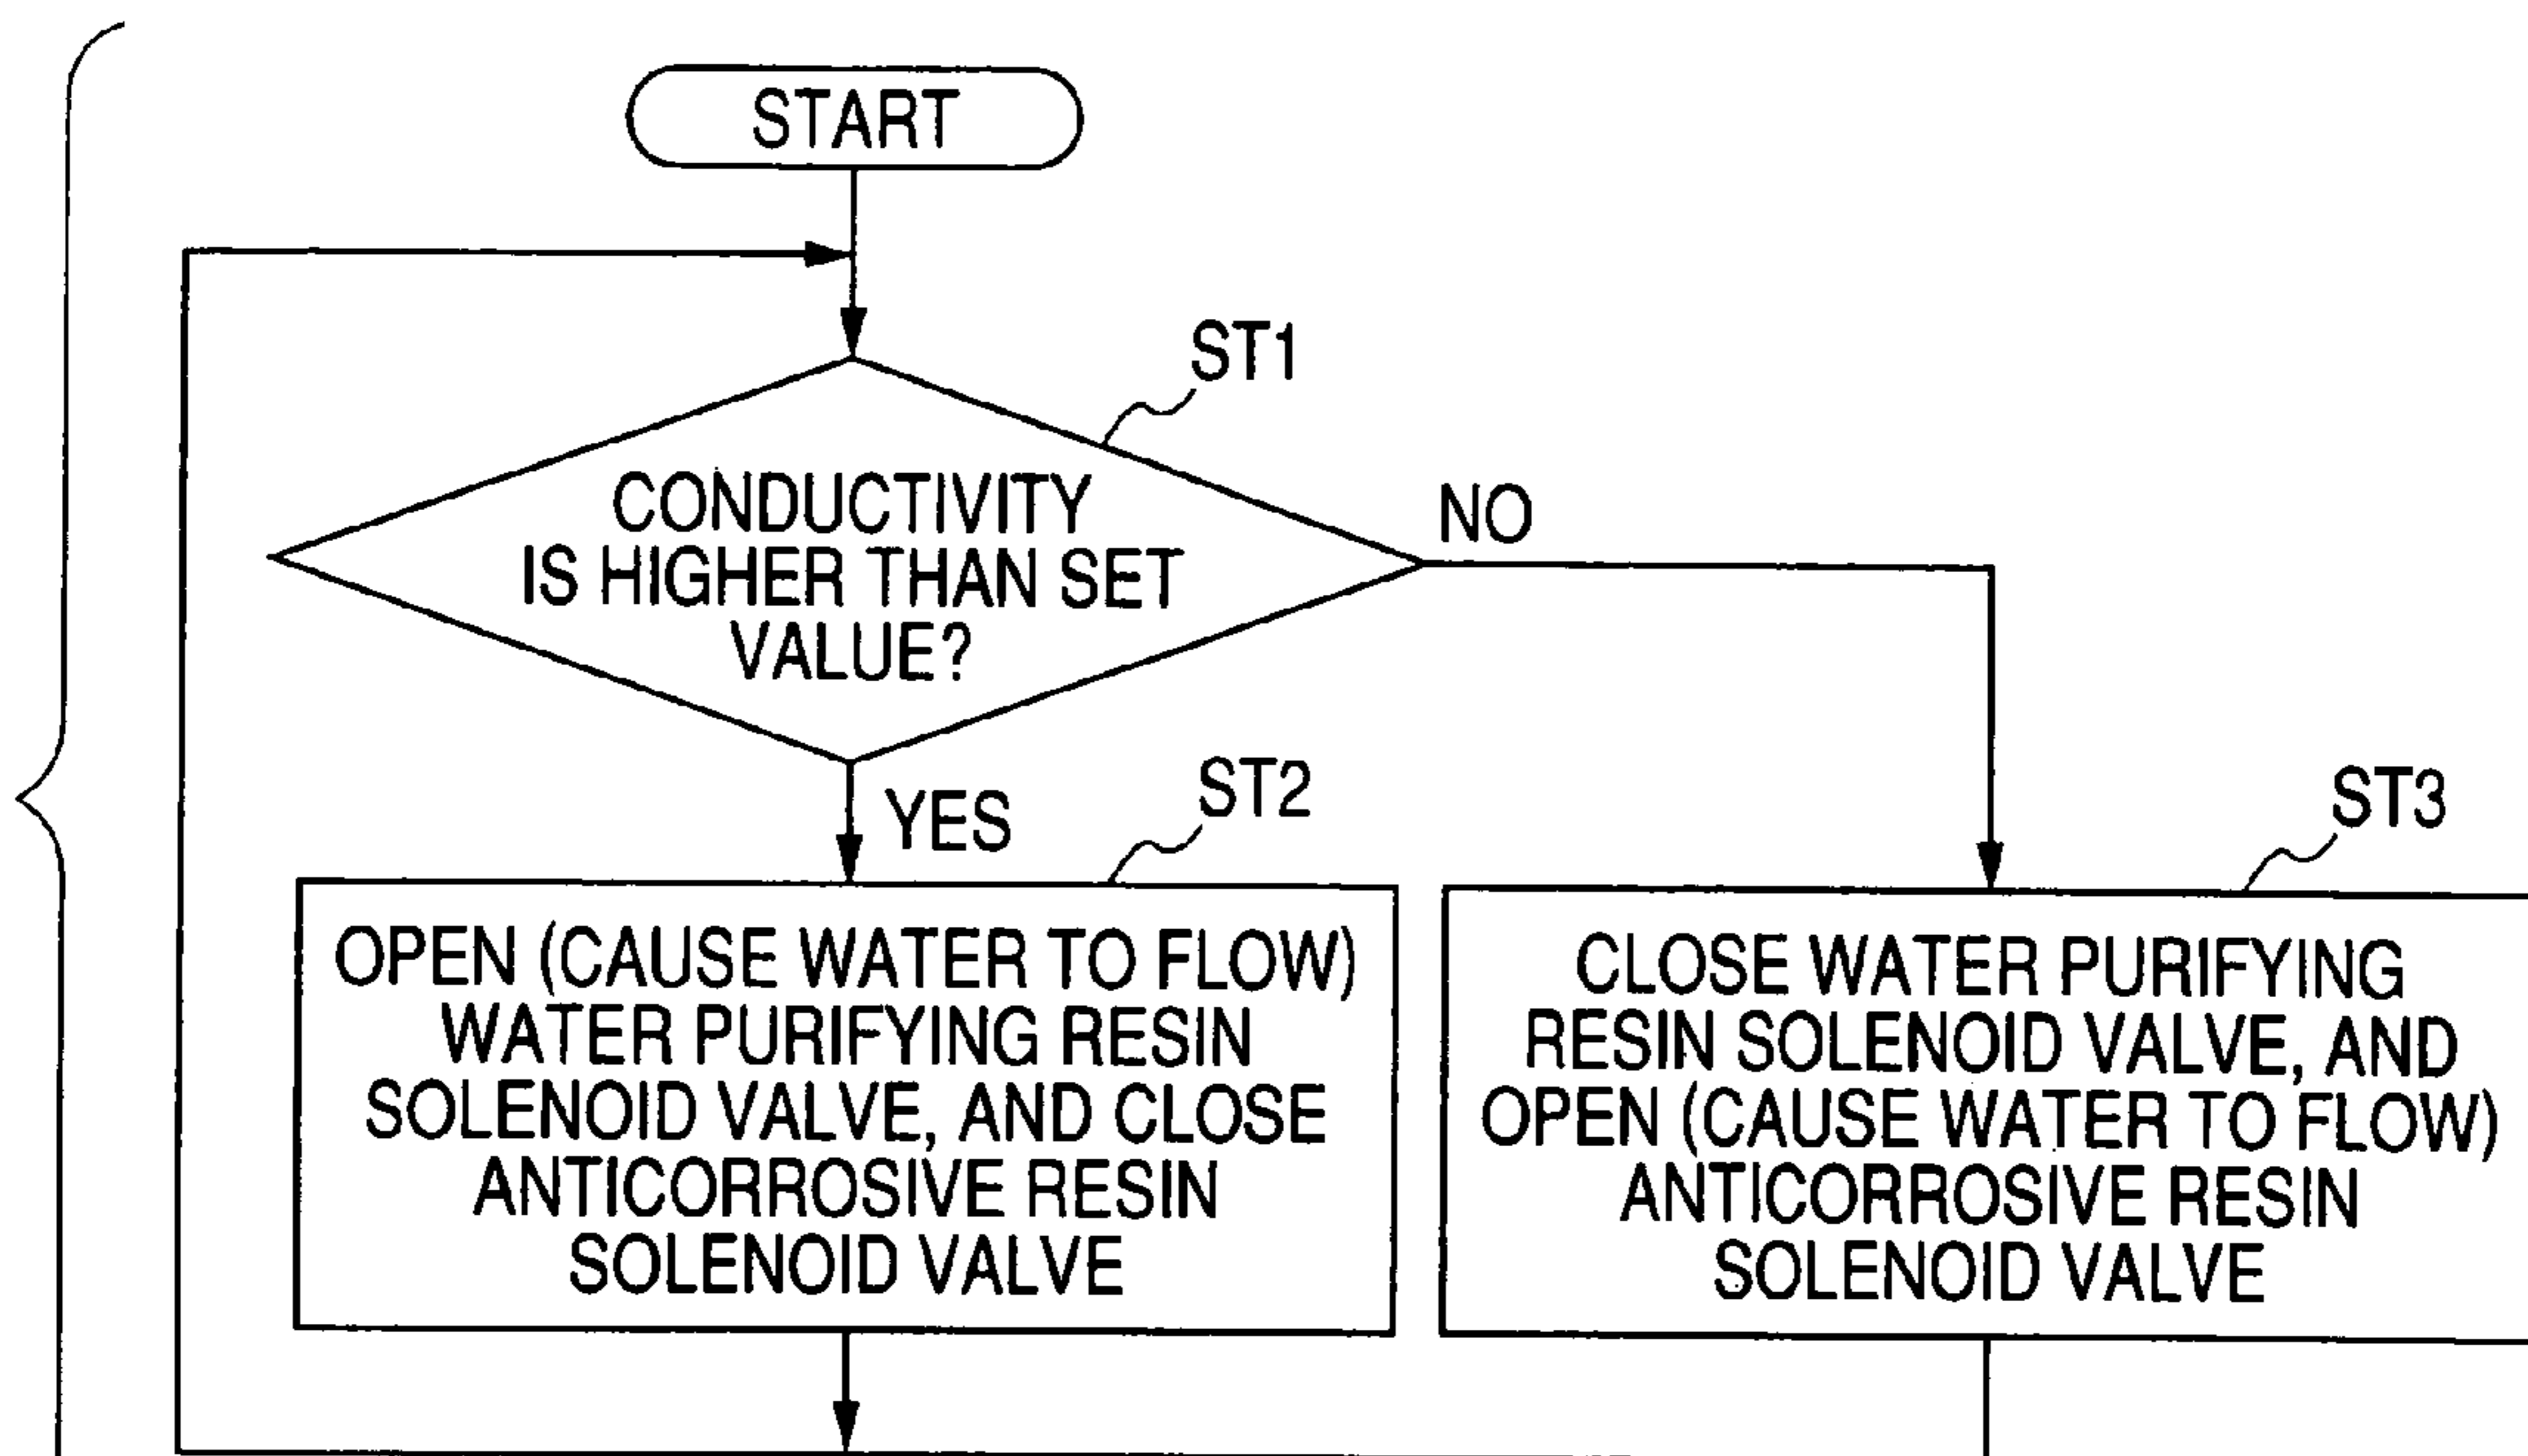 START
ST1
CONDUCTIVITY
IS HIGHER THAN SET
VALUE?
NO
YES
ST2
OPEN (CAUSE WATER TO FLOW)
WATER PURIFYING RESIN
SOLENOID VALVE, AND CLOSE
ANTICORROSIVE RESIN
SOLENOID VALVE
ST3
CLOSE WATER PURIFYING
RESIN SOLENOID VALVE, AND
OPEN (CAUSE WATER TO FLOW)
ANTICORROSIVE RESIN
SOLENOID VALVE